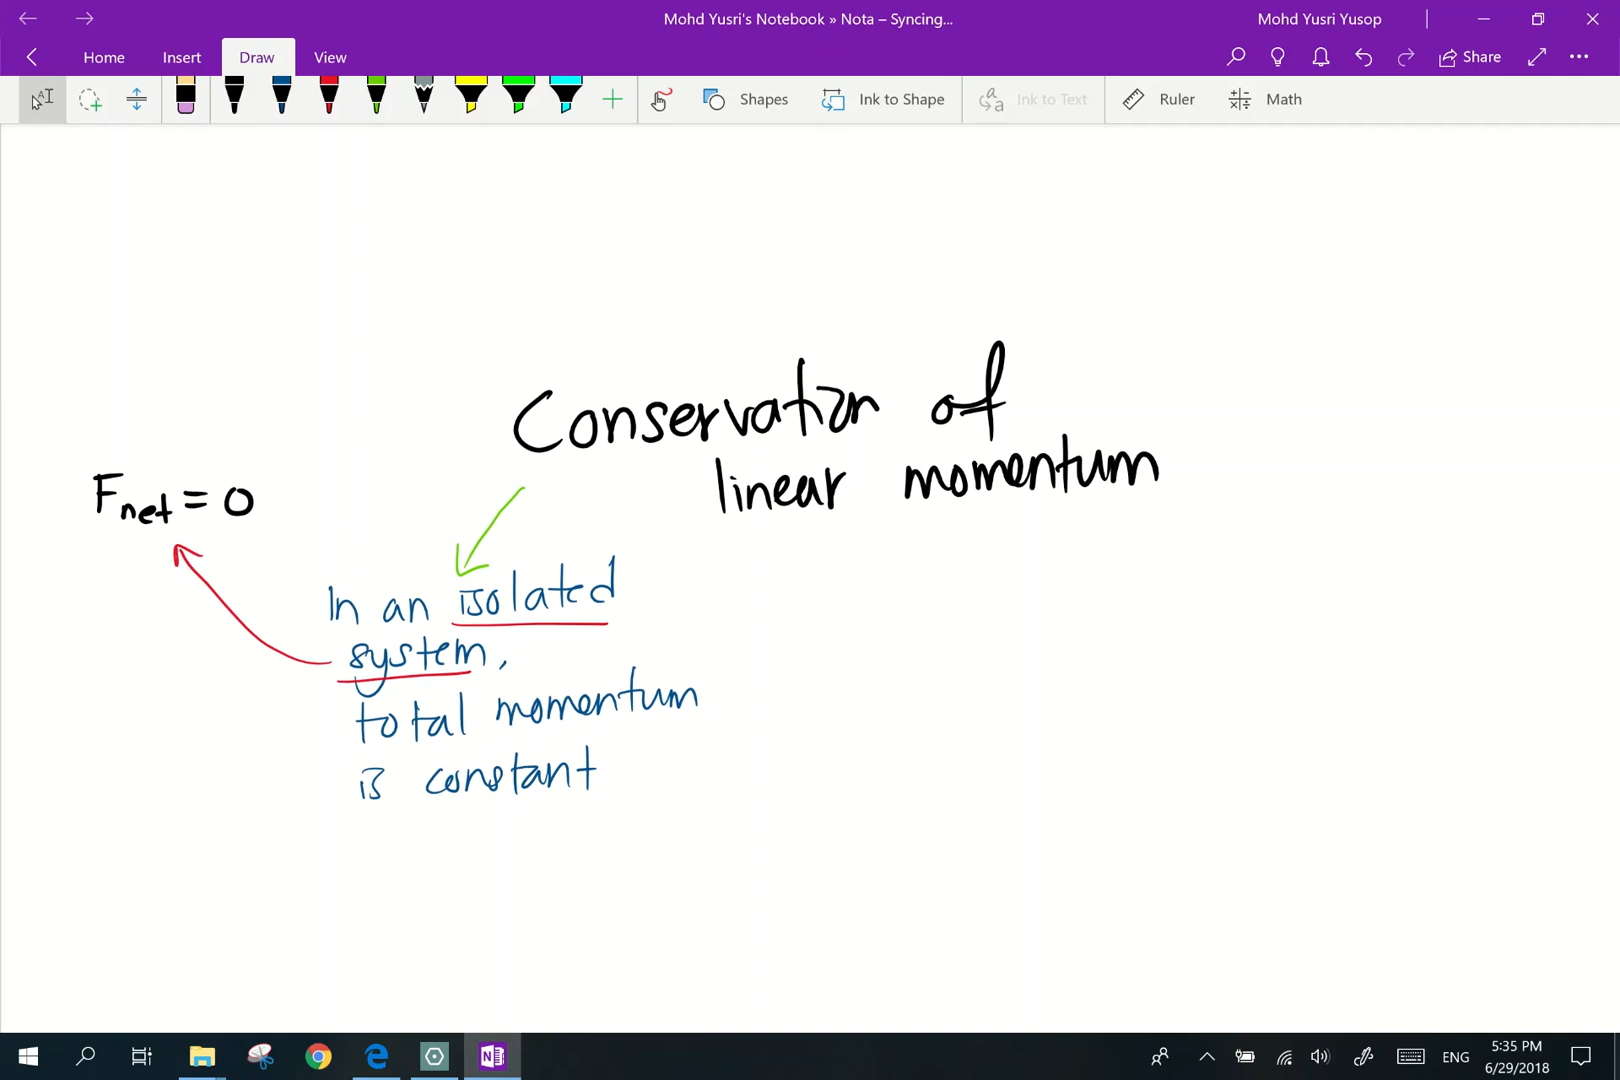 Mohd Yusri's Notebook » Nota – Syncing...
Mohd Yusri Yusop
Home Insert Draw View
Share
Shapes Ink to Shape Ink to Text Ruler Math
Conservation of
linear momentum
Fnet = 0
In an isolated
system,
total momentum
is constant
ENG
5:35 PM
6/29/2018